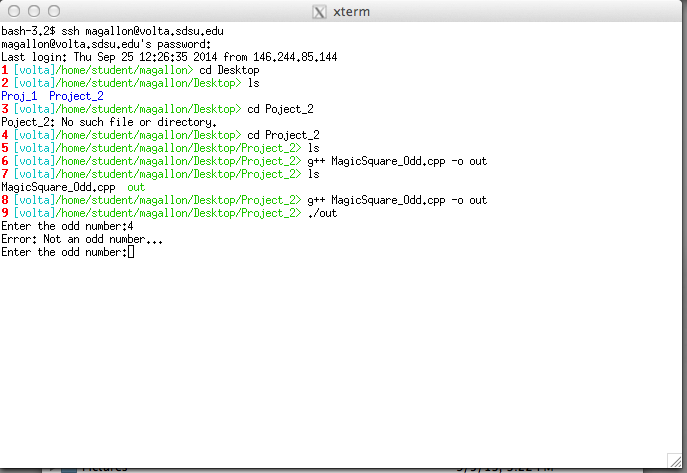 xterm
bash-3.2$ ssh magallon@volta.sdsu.edu
magallon@volta.sdsu.edu's password:
Last login: Thu Sep 25 12:26:35 2014 from 146.244.85.144
1 [volta]/home/student/magallon> cd Desktop
2 [volta]/home/student/magallon/Desktop> ls
Proj_1  Project_2
3 [volta]/home/student/magallon/Desktop> cd Poject_2
Poject_2: No such file or directory.
4 [volta]/home/student/magallon/Desktop> cd Project_2
5 [volta]/home/student/magallon/Desktop/Project_2> ls
6 [volta]/home/student/magallon/Desktop/Project_2> g++ MagicSquare_Odd.cpp -o out
7 [volta]/home/student/magallon/Desktop/Project_2> ls
MagicSquare_Odd.cpp  out
8 [volta]/home/student/magallon/Desktop/Project_2> g++ MagicSquare_Odd.cpp -o out
9 [volta]/home/student/magallon/Desktop/Project_2> ./out
Enter the odd number:4
Error: Not an odd number...
Enter the odd number: